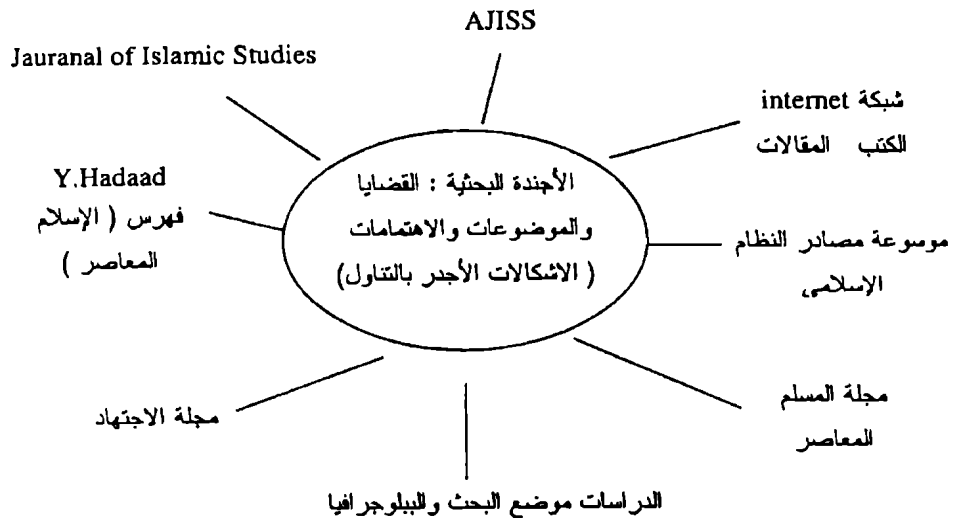 AJISS
Jauranal of Islamic Studies
شبكة internet
الكتب المقالات
Y.Hadaad
فهرس ( الإسلام
المعاصر )
الأجندة البحثية : القضايا
والموضوعات والاهتمامات
( الاشكالات الأجدر بالتناول)
موسوعة مصادر النظام
الإسلامي
مجلة المسلم
المعاصر
مجلة الاجتهاد
الدراسات موضع البحث والببلوجرافيا